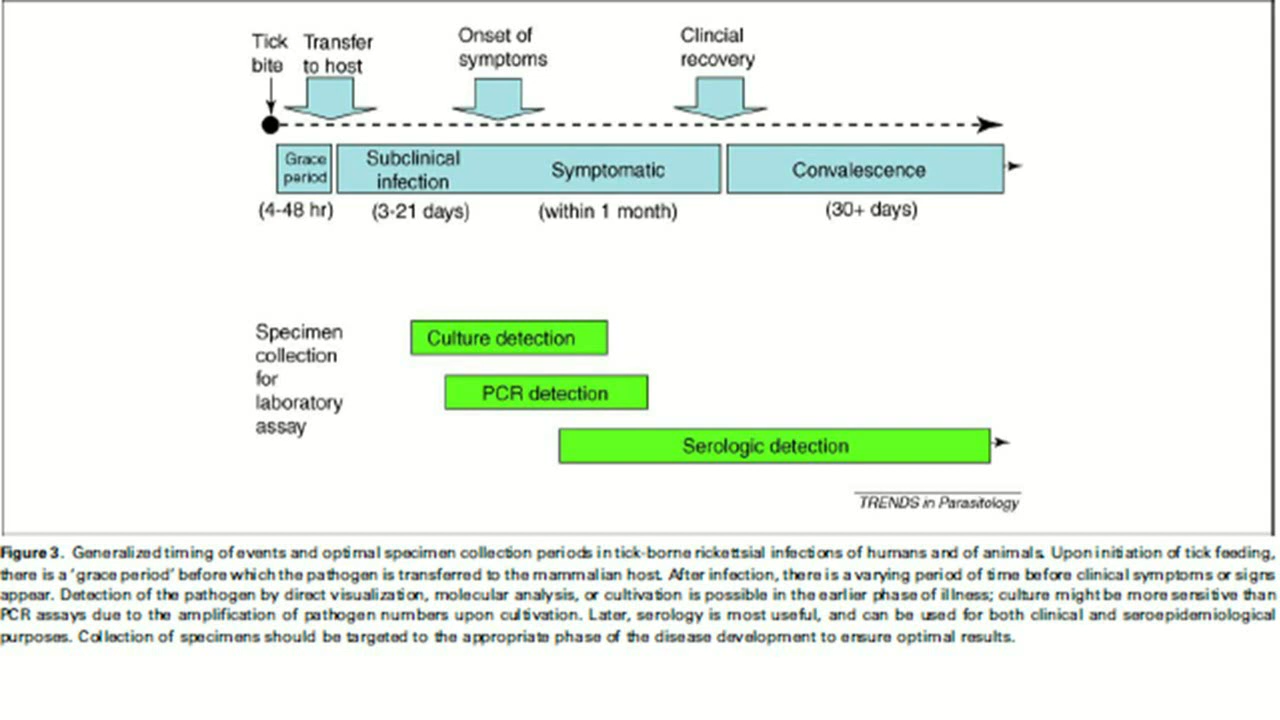 Tick
bite
Transfer
to host
Onset of
symptoms
Clincial
recovery
Grace
period
Subclinical
infection
Symptomatic
Convalescence
(4-48 hr)
(3-21 days)
(within 1 month)
(30+ days)
Specimen
collection
for
laboratory
assay
Culture detection
PCR detection
Serologic detection
TRENDS in Parasitology
Figure 3. Generalized timing of events and optimal specimen collection periods in tick-borne rickettsial infections of humans and of animals. Upon initiation of tick feeding,
there is a 'grace period' before which the pathogen is transferred to the mammalian host. After infection, there is a varying period of time before clinical symptoms or signs
appear. Detection of the pathogen by direct visualization, molecular analysis, or cultivation is possible in the earlier phase of illness; culture might be more sensitive than
PCR assays due to the amplification of pathogen numbers upon cultivation. Later, serology is most useful, and can be used for both clinical and seroepidemiological
purposes. Collection of specimens should be targeted to the appropriate phase of the disease development to ensure optimal results.